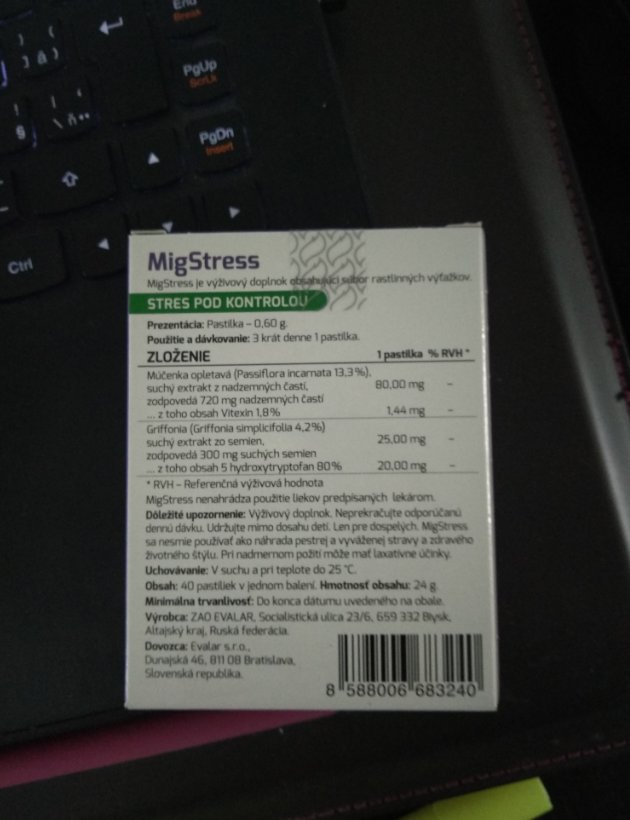 End
Break
PgUp
ScrLk
PgDn
Insert
Ctrl
MigStress
MigStress je výživový doplnok obsahujúci súbor rastlinných výťažkov.
STRES POD KONTROLOU
Prezentácia: Pastilka – 0,60 g.
Použitie a dávkovanie: 3 krát denne 1 pastilka.
ZLOŽENIE 1 pastilka % RVH *
Múčenka opletavá (Passiflora incarnata 13,3%),
suchý extrakt z nadzemných častí, 80,00 mg –
zodpovedá 720 mg nadzemných častí
... z toho obsah Vitexin 1,8% 1,44 mg –
Griffonia (Griffonia simplicifolia 4,2%)
suchý extrakt zo semien, 25,00 mg –
zodpovedá 300 mg suchých semien
... z toho obsah 5 hydroxytryptofan 80% 20,00 mg –
* RVH – Referenčná výživová hodnota
MigStress nenahrádza použitie liekov predpísaných lekárom.
Dôležité upozornenie: Výživový doplnok. Neprekračujte odporúčanú
dennú dávku. Udržujte mimo dosahu detí. Len pre dospelých. MigStress
sa nesmie používať ako náhrada pestrej a vyváženej stravy a zdravého
životného štýlu. Pri nadmernom požití môže mať laxatívne účinky.
Uchovávanie: V suchu a pri teplote do 25 °C.
Obsah: 40 pastiliek v jednom balení. Hmotnosť obsahu: 24 g.
Minimálna trvanlivosť: Do konca dátumu uvedeného na obale.
Výrobca: ZAO EVALAR, Socialistická ulica 23/6, 659 332 Biysk,
Altajský kraj, Ruská federácia.
Dovozca: Evalar s.r.o.,
Dunajská 46, 811 08 Bratislava,
Slovenská republika.
8 588006 683240